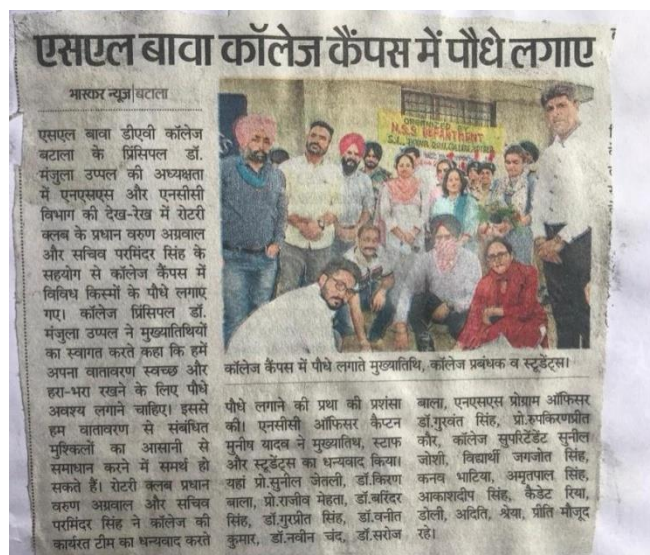 एसएल बावा कॉलेज कैंपस में पौधे लगाए
भास्कर न्यूज|बटाला
एसएल बावा डीएवी कॉलेज
बटाला के प्रिंसिपल डॉ.
मंजुला उप्पल की अध्यक्षता
में एनएसएस और एनसीसी
विभाग की देख-रेख में रोटरी
क्लब के प्रधान वरुण अग्रवाल
और सचिव परमिंदर सिंह के
सहयोग से कॉलेज कैंपस में
विविध किस्मों के पौधे लगाए
गए। कॉलेज प्रिंसिपल डॉ.
मंजुला उप्पल ने मुख्यातिथियों
का स्वागत करते कहा कि हमें
अपना वातावरण स्वच्छ और
हरा-भरा रखने के लिए पौधे
अवश्य लगाने चाहिए। इससे
हम वातावरण से संबंधित
मुश्किलों का आसानी से
समाधान करने में समर्थ हो
सकते हैं। रोटरी क्लब प्रधान
वरुण अग्रवाल और सचिव
परमिंदर सिंह ने कॉलेज की
कार्यरत टीम का धन्यवाद करते
ORGANIZED
N.S.S DEPARTMENT
कॉलेज कैंपस में पौधे लगाते मुख्यातिथि, कॉलेज प्रबंधक व स्टूडेंट्स।
पौधे लगाने की प्रथा की प्रशंसा
की। एनसीसी ऑफिसर कैप्टन
मुनीष यादव ने मुख्यातिथ, स्टाफ
और स्टूडेंट्स का धन्यवाद किया।
यहां प्रो.सुनील जेतली, डॉ.किरण
बाला, प्रो.राजीव मेहता, डॉ.बरिंदर
सिंह, डॉ.गुरप्रीत सिंह, डॉ.वनीत
कुमार, डॉ.नवीन चंद, डॉ.सरोज
बाला, एनएसएस प्रोग्राम ऑफिसर
डॉ.गुरवंत सिंह, प्रो.रुपकिरणप्रीत
कौर, कॉलेज सुपरिटेंडेंट सुनील
जोशी, विद्यार्थी जगजोत सिंह,
कनव भाटिया, अमृतपाल सिंह,
आकाशदीप सिंह, कैडेट रिया,
डोली, अदिति, श्रेया, प्रीति मौजूद
रहे।